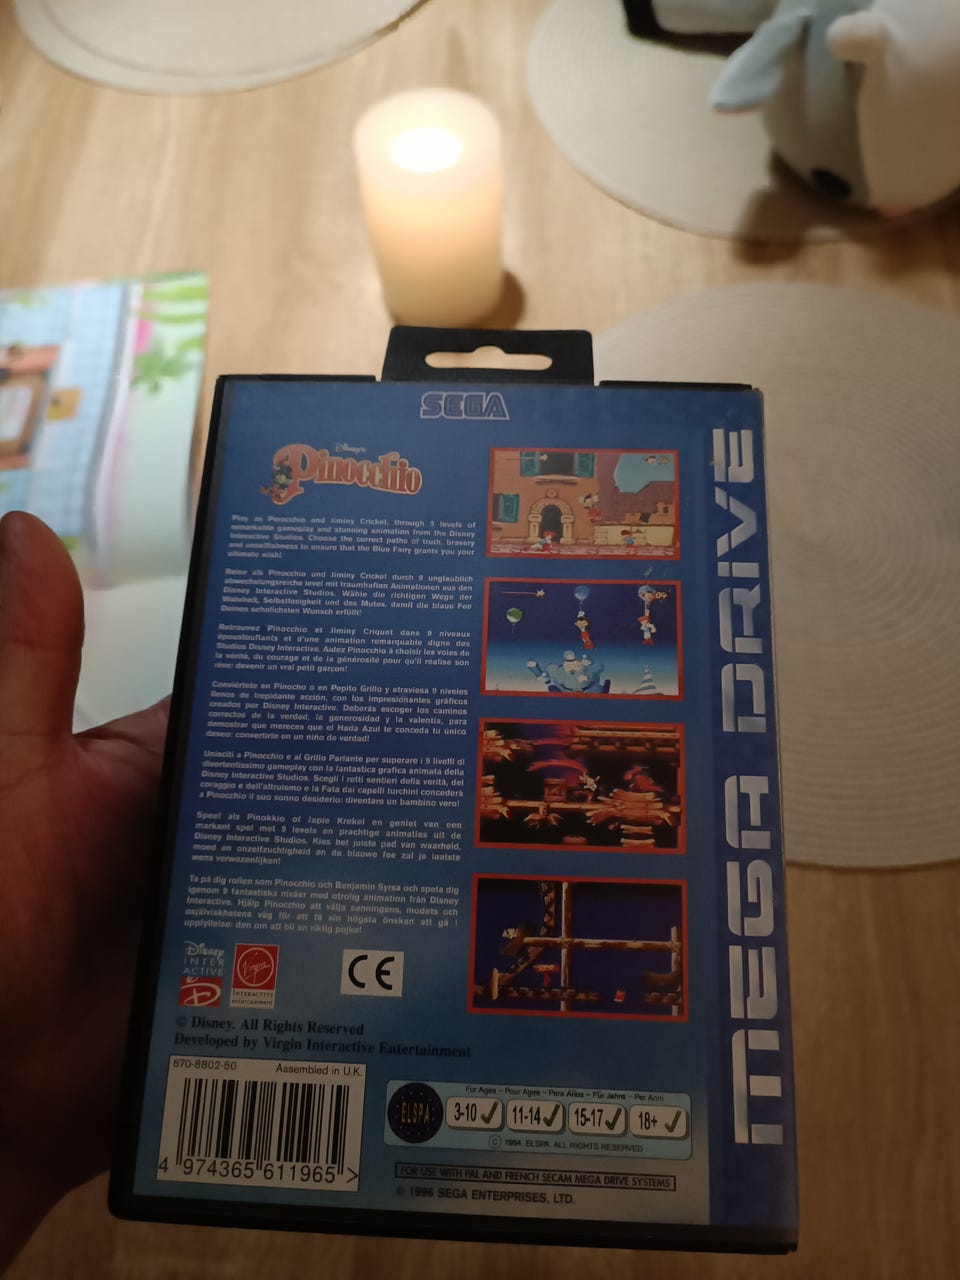 SEGA
Disney's
Pinocchio
Play as Pinocchio and Jiminy Cricket, through 9 levels of
remarkable gameplay and stunning animation from the Disney
Interactive Studios. Choose the correct paths of truth, bravery
and unselfishness to ensure that the Blue Fairy grants you your
ultimate wish!
Reise als Pinocchio und Jiminy Cricket durch 9 unglaublich
abwechslungsreiche level mit traumhaften Animationen aus den
Disney Interactive Studios. Wähle die richtigen Wege der
Wahrheit, Selbstlosigkeit und des Mutes, damit die blaue Fee
Deinen sehnlichsten Wunsch erfüllt!
Retrouvez Pinocchio et Jiminy Criquet dans 9 niveaux
époustouflants et d'une animation remarquable digne des
Studios Disney Interactive. Aidez Pinocchio à choisir les voies de
la vérité, du courage et de la générosité pour qu'il réalise son
rêve: devenir un vrai petit garçon!
Conviértete en Pinocho o en Pepito Grillo y atraviesa 9 niveles
llenos de trepidante acción, con los impresionantes gráficos
creados por Disney Interactive. Deberás escoger los caminos
correctos de la verdad, la generosidad y la valentía, para
demostrar que mereces que el Hada Azul te conceda tu único
deseo: convertirte en un niño de verdad!
Unisciti a Pinocchio e al Grillo Parlante per superare i 9 livelli di
divertentissimo gameplay con la fantastica grafica animata della
Disney Interactive Studios. Scegli i retti sentieri della verità, del
coraggio e dell'altruismo e la Fata dai capelli turchini concederà
a Pinocchio il suo sonno desiderio: diventare un bambino vero!
Speel als Pinokkio of Japie Krekel en geniet van een
markant spel met 9 levels en prachtige animaties uit de
Disney Interactive Studios. Kies het juiste pad van waarheid,
moed en onzelfzuchtigheid en de blauwe fee zal je laatste
wens verwezenlijken!
Ta på dig rollen som Pinocchio och Benjamin Syrsa och spela dig
igenom 9 fantastiska nivåer med otrolig animation från Disney
Interactive. Hjälp Pinocchio att välja sanningens, modets och
osjälviskhetens väg för att ta sin högsta önskan att gå i
uppfyllelse: den om att bli en riktig pojke!
DISNEY
INTER
ACTIVE
D
Virgin
INTERACTIVE
entertainment
CE
© Disney. All Rights Reserved
Developed by Virgin Interactive Entertainment
670-8802-50 Assembled in U.K.
4 974365 611965 >
ELSPA
For Ages - Pour Ages - Para Años - Für Jahre - Per Anni
3-10 ✓ 11-14 ✓ 15-17 ✓ 18+ ✓
© 1994. ELSPA. ALL RIGHTS RESERVED
FOR USE WITH PAL AND FRENCH SECAM MEGA DRIVE SYSTEMS
© 1996 SEGA ENTERPRISES, LTD.
MEGA DRIVE